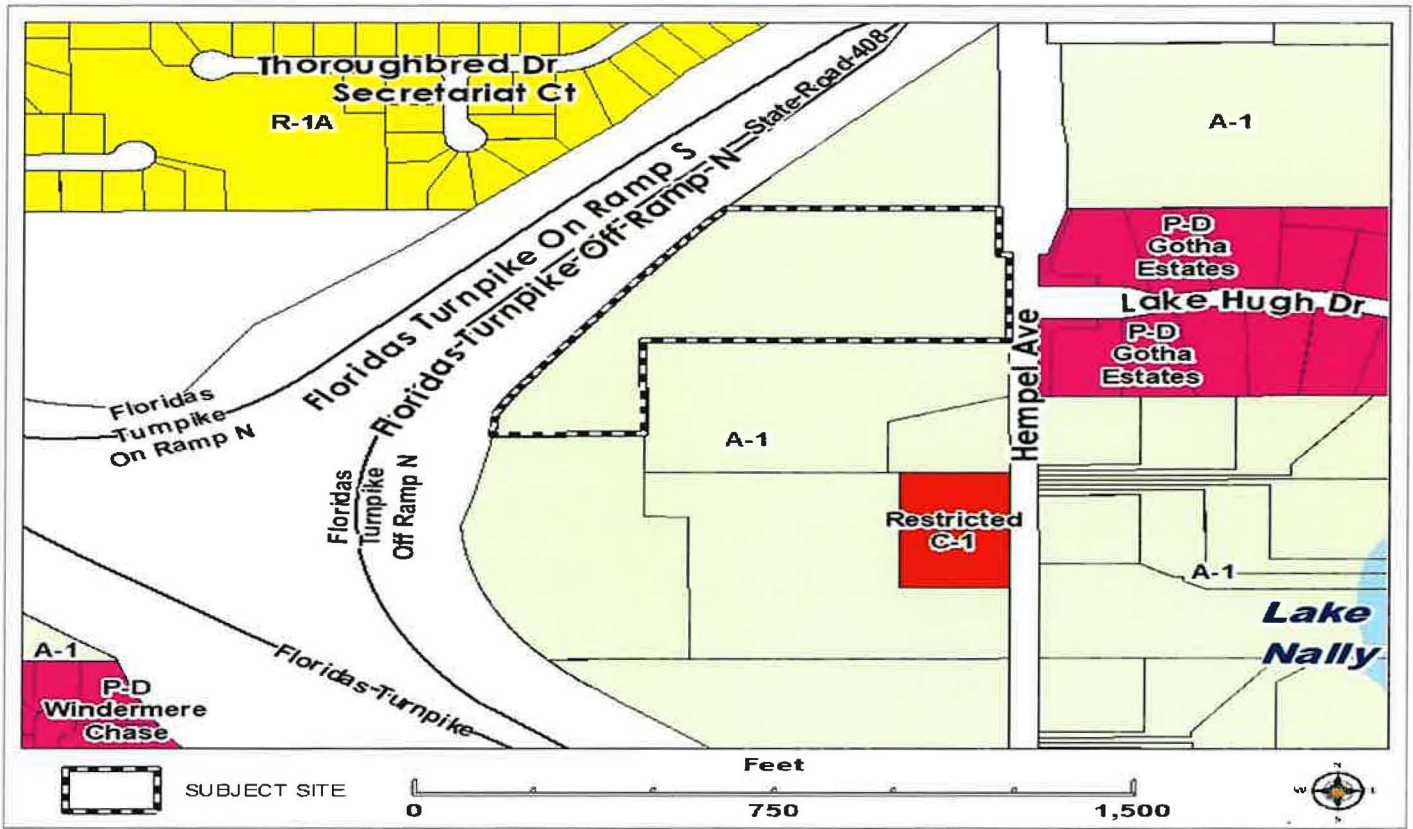 Thoroughbred Dr
Secretariat Ct
R-1A
A-1
State-Road-408
Floridas Turnpike On Ramp S
Floridas-Turnpike-Off-Ramp-N
P-D
Gotha
Estates
Lake Hugh Dr
P-D
Gotha
Estates
Hempel Ave
Floridas
Turnpike
On Ramp N
A-1
Floridas
Turnpike
Off Ramp N
Restricted
C-1
A-1
Lake
Nally
A-1
P-D
Windermere
Chase
Floridas-Turnpike
SUBJECT SITE
Feet
0
750
1,500
N
W
S